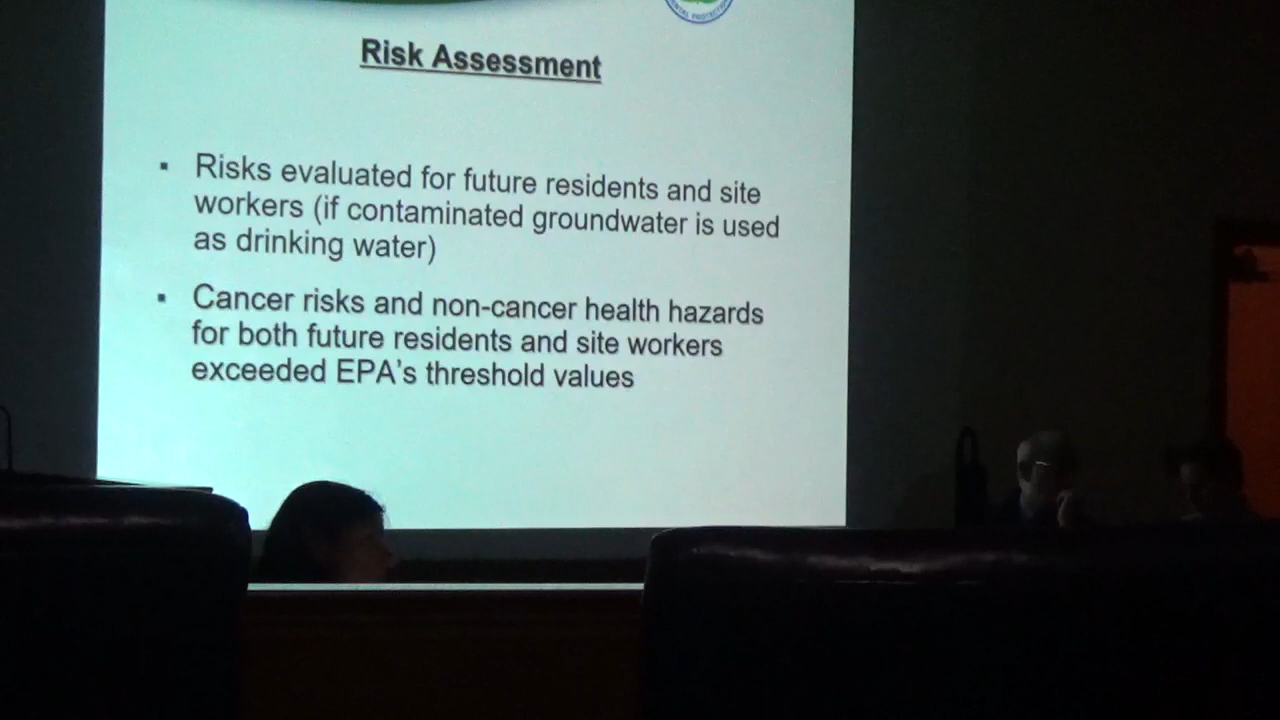 Risk Assessment
▪ Risks evaluated for future residents and site
workers (if contaminated groundwater is used
as drinking water)
▪ Cancer risks and non-cancer health hazards
for both future residents and site workers
exceeded EPA's threshold values